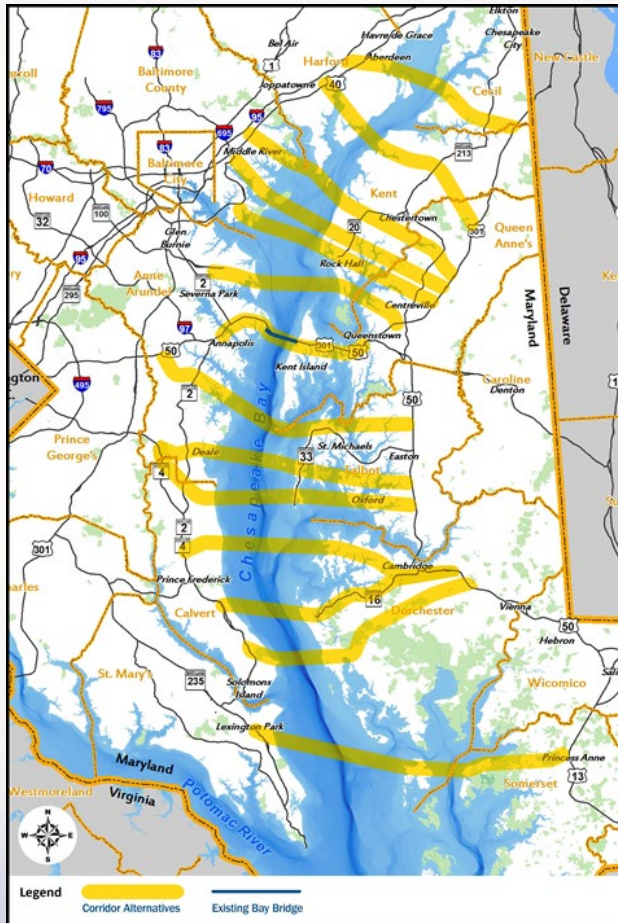 Elkton
Chesapeake
City
Havre de Grace
Bel Air
Harford
Aberdeen
New Castle
83
1
Baltimore
County
Joppatowne
40
Cecil
795
95
695
Middle River
213
83
70
Baltimore
City
Kent
Howard
32
100
Chestertown
20
301
Queen
Anne's
Glen
Burnie
95
Rock Hall
295
Anne
Arundel
2
Severna Park
Centreville
Maryland
Delaware
97
50
Annapolis
Queenstown
301
50
Kent Island
495
2
50
Caroline
Denton
Prince
George's
Chesapeake Bay
St. Michaels
33
Easton
Deale
Talbot
4
Oxford
2
4
301
Cambridge
Prince Frederick
16
Calvert
Dorchester
Vienna
50
Hebron
St. Mary's
235
Solomons
Island
Wicomico
Lexington Park
Princess Anne
13
Somerset
Maryland
Westmoreland
Virginia
Potomac River
N
W E
S
Legend
Corridor Alternatives
Existing Bay Bridge